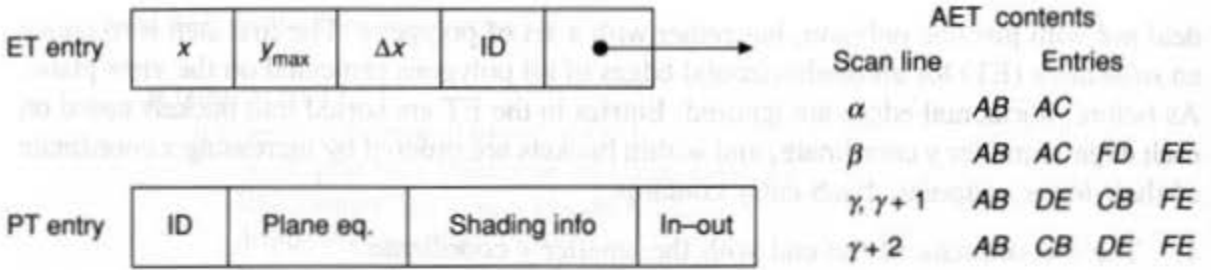 ET entry x y_max Δx ID
PT entry ID Plane eq. Shading info In–out
AET contents
Scan line Entries
α AB AC
β AB AC FD FE
γ, γ + 1 AB DE CB FE
γ + 2 AB CB DE FE